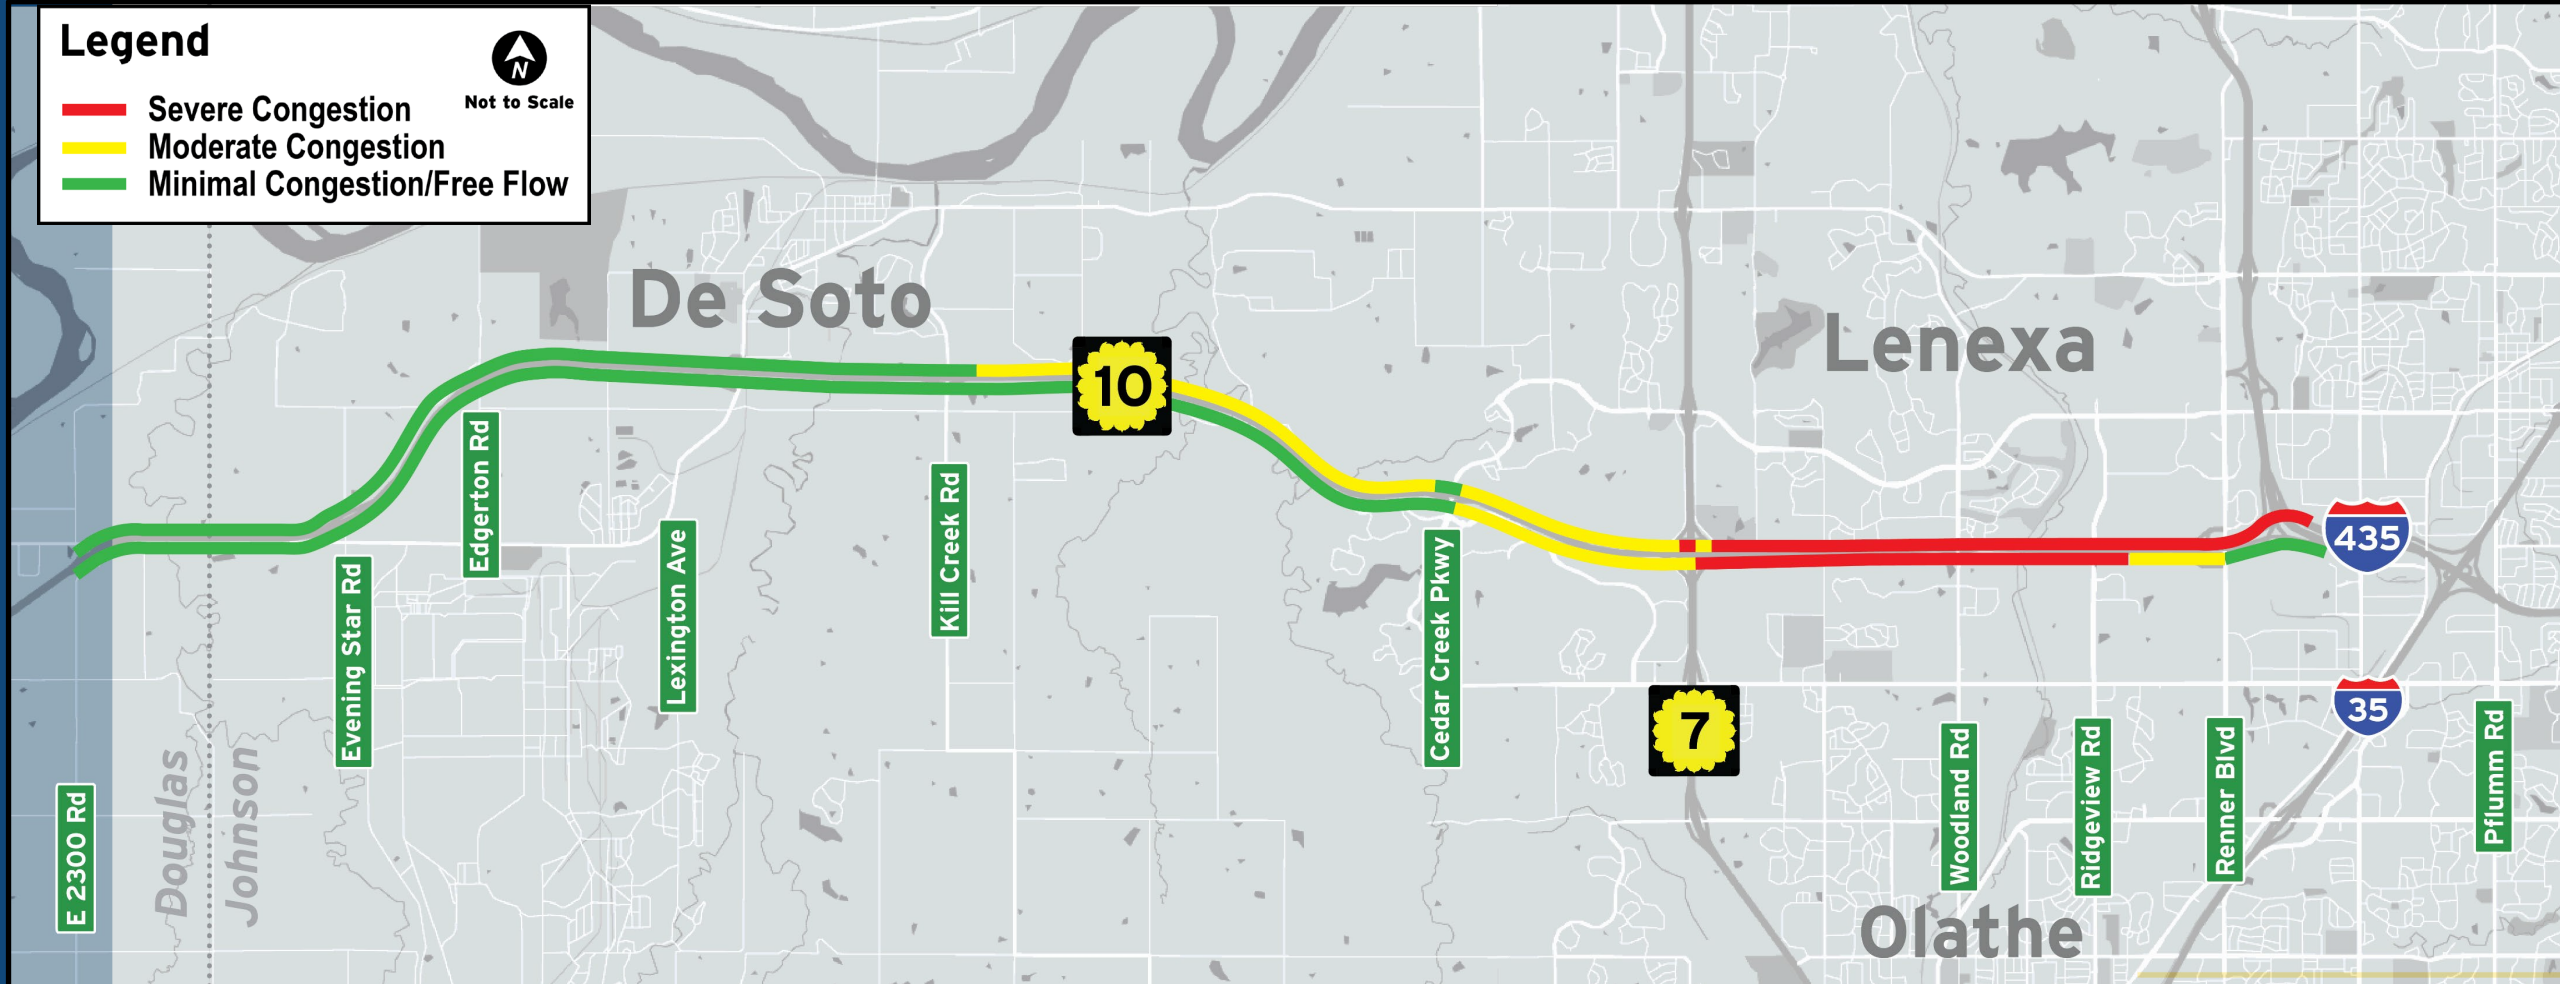 Legend
N
Not to Scale
Severe Congestion
Moderate Congestion
Minimal Congestion/Free Flow
De Soto
Lenexa
10
Edgerton Rd
Kill Creek Rd
Lexington Ave
Evening Star Rd
Cedar Creek Pkwy
435
35
7
E 2300 Rd
Douglas
Johnson
Woodland Rd
Ridgeview Rd
Renner Blvd
Pflumm Rd
Olathe